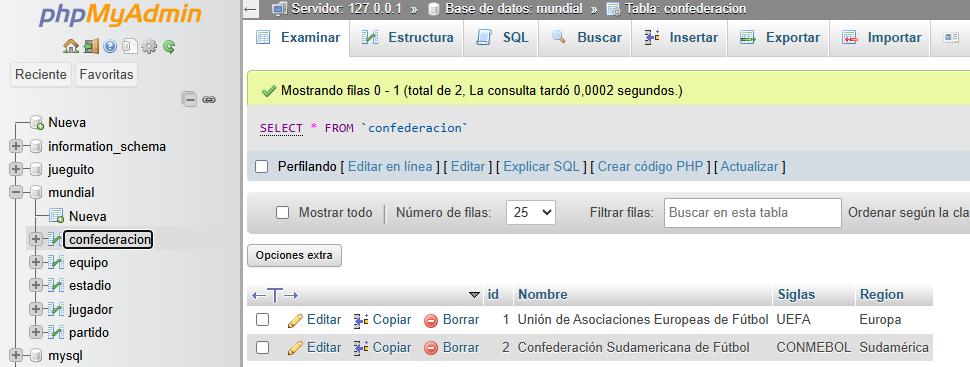 phpMyAdmin
Reciente Favoritas
Nueva
information_schema
jueguito
mundial
Nueva
confederacion
equipo
estadio
jugador
partido
mysql
Servidor: 127.0.0.1 » Base de datos: mundial » Tabla: confederacion
Examinar Estructura SQL Buscar Insertar Exportar Importar
Mostrando filas 0 - 1 (total de 2, La consulta tardó 0,0002 segundos.)
SELECT * FROM `confederacion`
Perfilando [ Editar en línea ] [ Editar ] [ Explicar SQL ] [ Crear código PHP ] [ Actualizar ]
Mostrar todo Número de filas: 25 Filtrar filas: Buscar en esta tabla Ordenar según la cla
Opciones extra
id Nombre Siglas Region
Editar Copiar Borrar 1 Unión de Asociaciones Europeas de Fútbol UEFA Europa
Editar Copiar Borrar 2 Confederación Sudamericana de Fútbol CONMEBOL Sudamérica